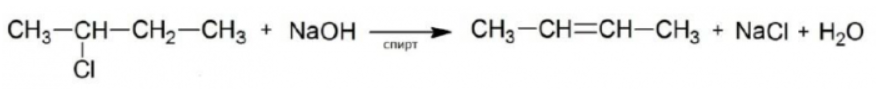 CH₃–CH–CH₂–CH₃ + NaOH ⟶ CH₃–CH=CH–CH₃ + NaCl + H₂O
спирт
Cl